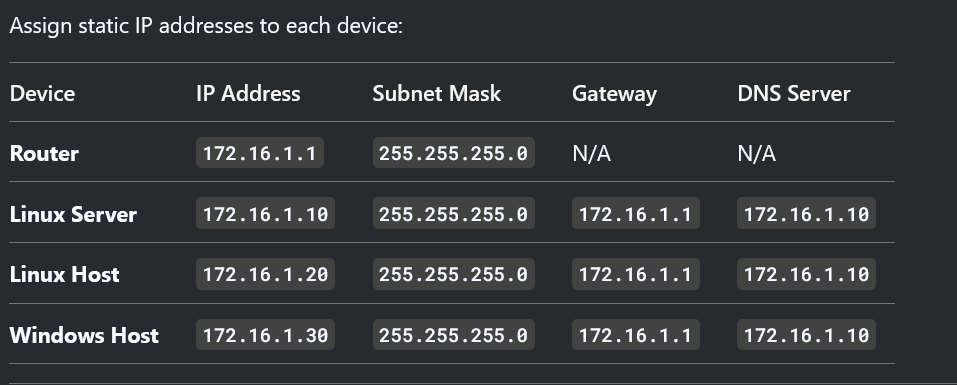 Assign static IP addresses to each device:
Device IP Address Subnet Mask Gateway DNS Server
Router 172.16.1.1 255.255.255.0 N/A N/A
Linux Server 172.16.1.10 255.255.255.0 172.16.1.1 172.16.1.10
Linux Host 172.16.1.20 255.255.255.0 172.16.1.1 172.16.1.10
Windows Host 172.16.1.30 255.255.255.0 172.16.1.1 172.16.1.10